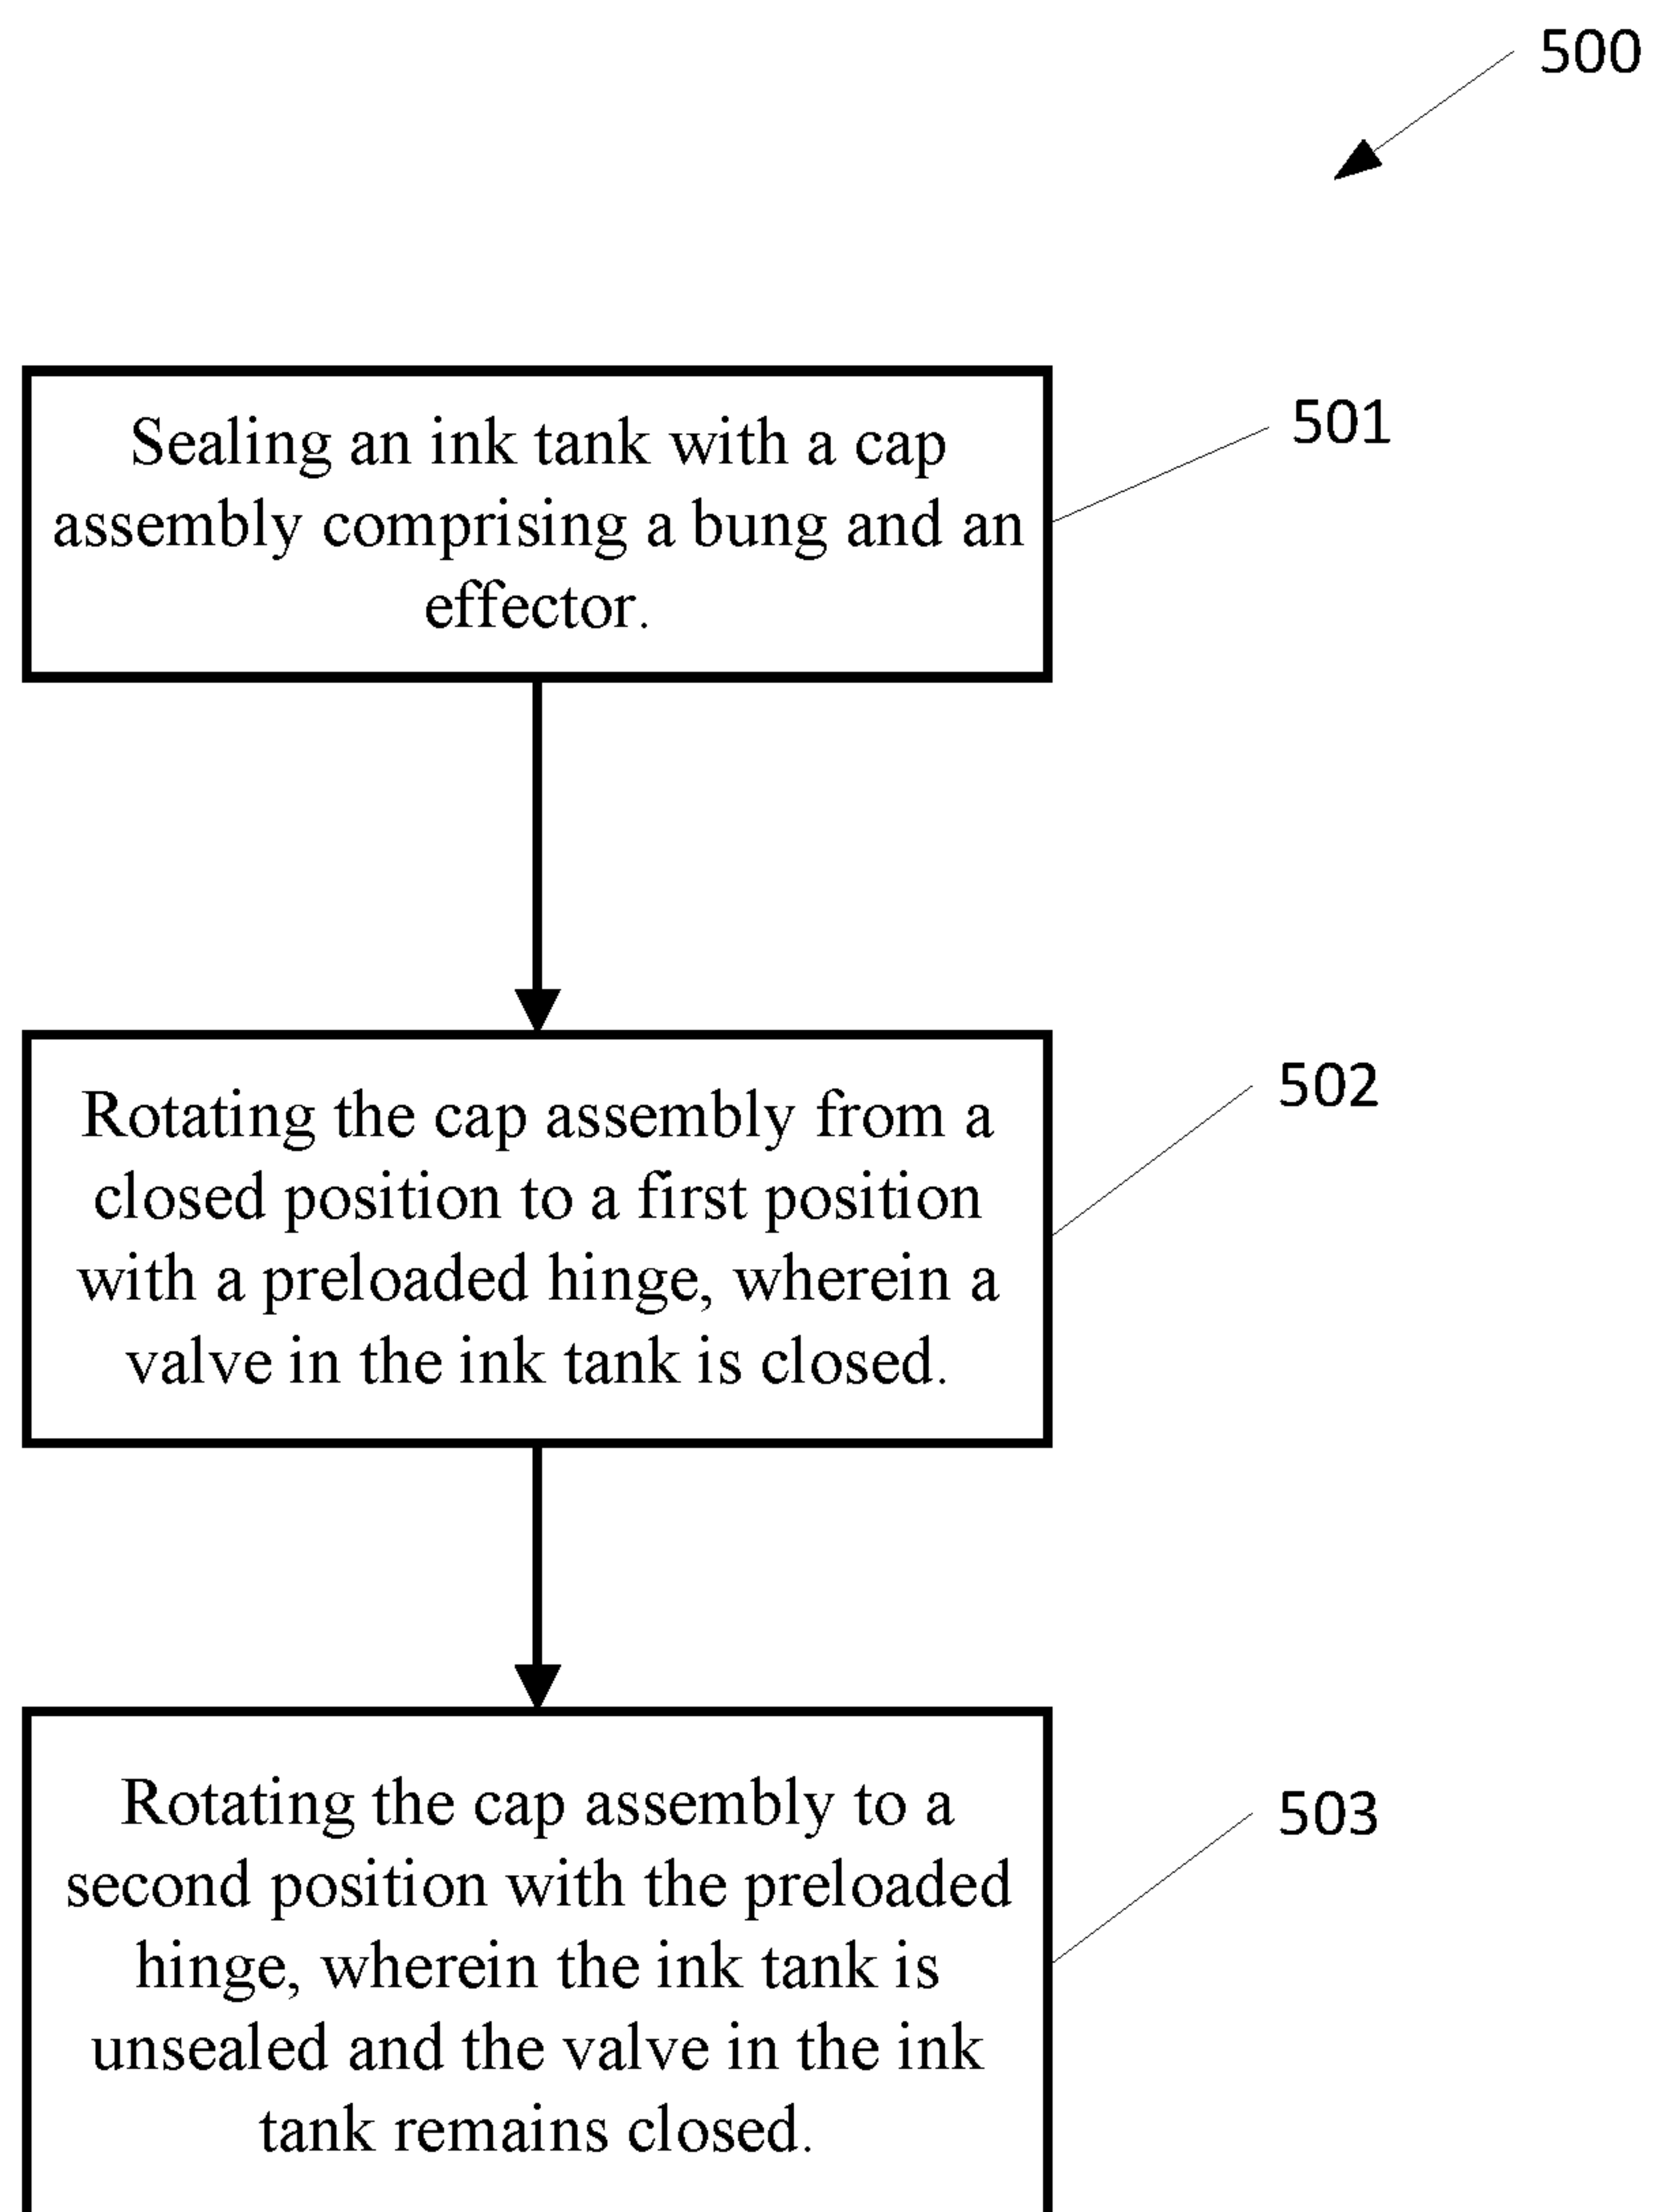 500
Sealing an ink tank with a cap
assembly comprising a bung and an
effector.
501
Rotating the cap assembly from a
closed position to a first position
with a preloaded hinge, wherein a
valve in the ink tank is closed.
502
Rotating the cap assembly to a
second position with the preloaded
hinge, wherein the ink tank is
unsealed and the valve in the ink
tank remains closed.
503